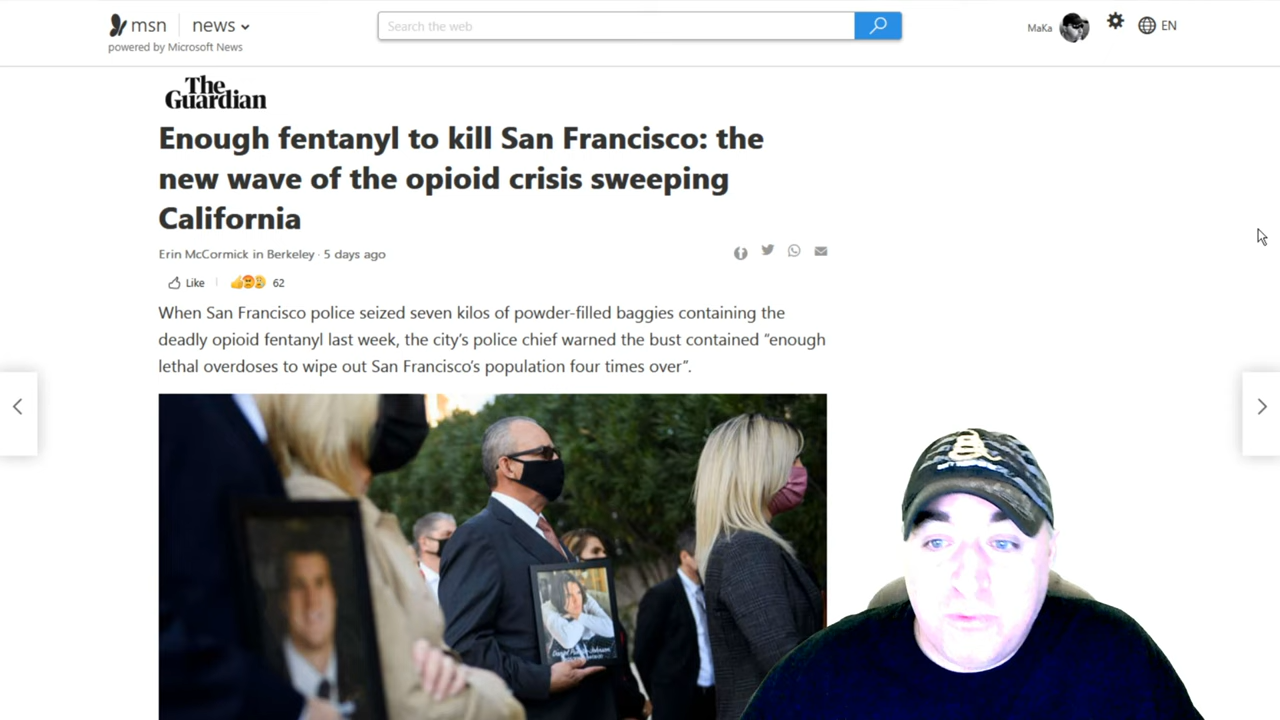 msn
news
powered by Microsoft News
Search the web
MaKa
EN
The
Guardian
Enough fentanyl to kill San Francisco: the
new wave of the opioid crisis sweeping
California
Erin McCormick in Berkeley · 5 days ago
Like
62
When San Francisco police seized seven kilos of powder-filled baggies containing the
deadly opioid fentanyl last week, the city's police chief warned the bust contained “enough
lethal overdoses to wipe out San Francisco's population four times over”.